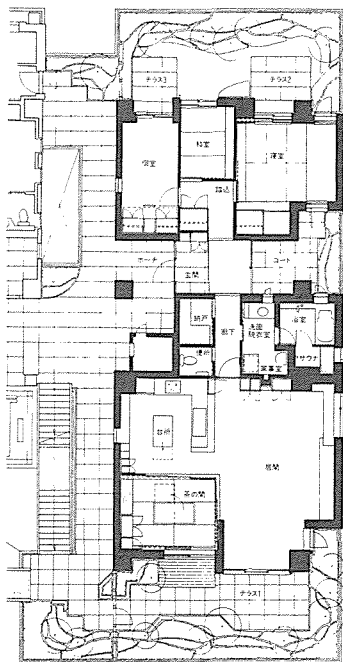 テラス3
テラス2
個室
和室
寝室
踏込
ポーチ
玄関
コート
納戸
廊下
洗面
脱衣室
浴室
便所
サウナ
家事室
台所
居間
茶の間
テラス1